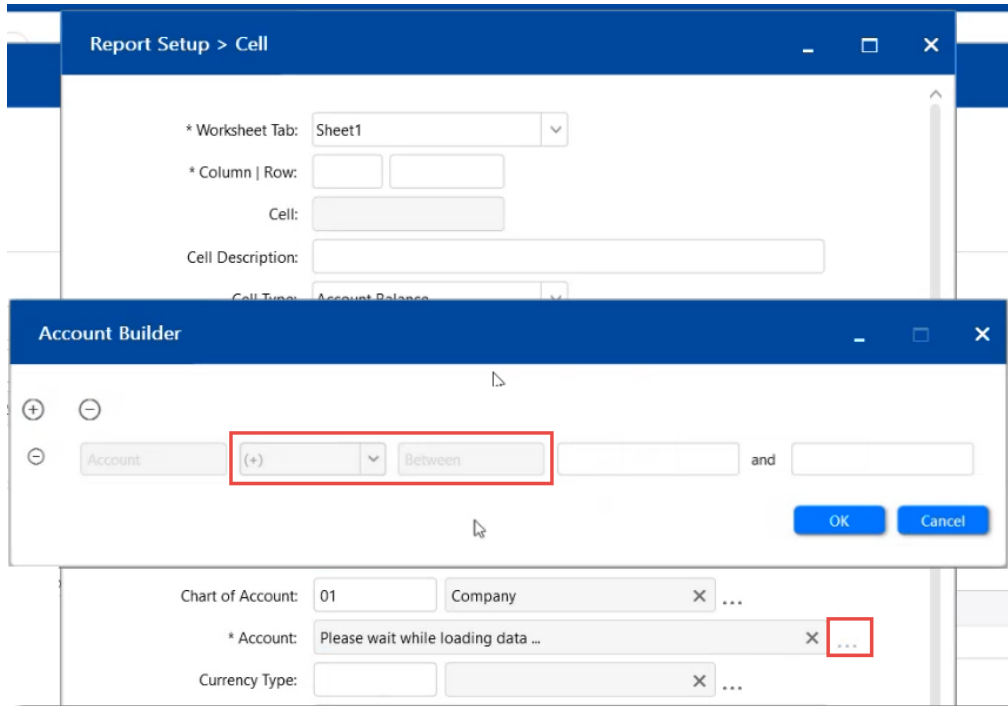 Report Setup > Cell
* Worksheet Tab: Sheet1
* Column | Row:
Cell:
Cell Description:
Cell Type: Account Balance
Account Builder
Account (+) Between and
OK Cancel
Chart of Account: 01 Company ...
* Account: Please wait while loading data ... ...
Currency Type: ...